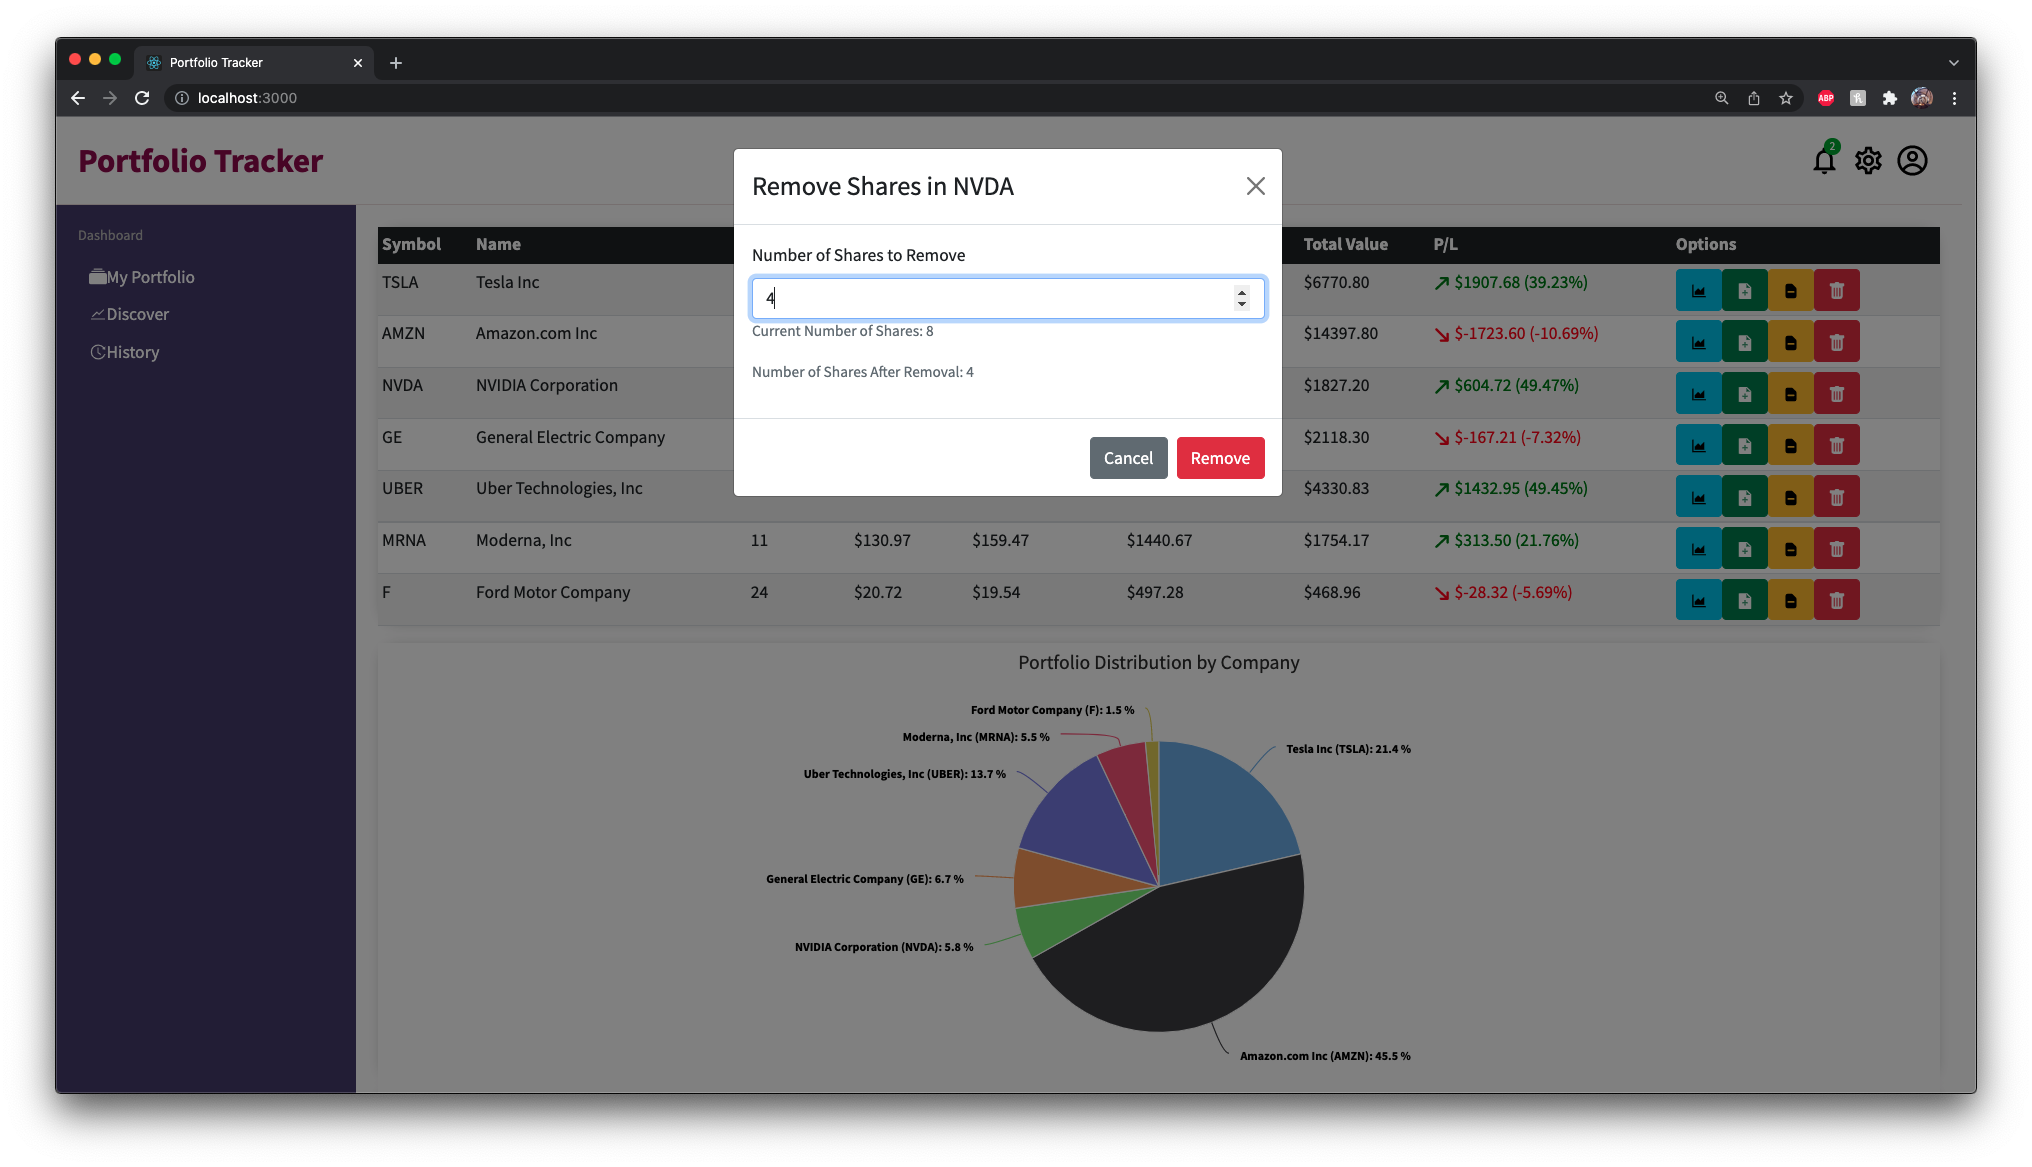 Portfolio Tracker
localhost:3000
ABP
Portfolio Tracker
2
Dashboard
My Portfolio
Discover
History
Remove Shares in NVDA
Number of Shares to Remove
4
Current Number of Shares: 8
Number of Shares After Removal: 4
Cancel Remove
Symbol Name Total Value P/L Options
TSLA Tesla Inc $6770.80 $1907.68 (39.23%)
AMZN Amazon.com Inc $14397.80 $-1723.60 (-10.69%)
NVDA NVIDIA Corporation $1827.20 $604.72 (49.47%)
GE General Electric Company $2118.30 $-167.21 (-7.32%)
UBER Uber Technologies, Inc $4330.83 $1432.95 (49.45%)
MRNA Moderna, Inc 11 $130.97 $159.47 $1440.67 $1754.17 $313.50 (21.76%)
F Ford Motor Company 24 $20.72 $19.54 $497.28 $468.96 $-28.32 (-5.69%)
Portfolio Distribution by Company
Ford Motor Company (F): 1.5 %
Moderna, Inc (MRNA): 5.5 %
Tesla Inc (TSLA): 21.4 %
Uber Technologies, Inc (UBER): 13.7 %
General Electric Company (GE): 6.7 %
NVIDIA Corporation (NVDA): 5.8 %
Amazon.com Inc (AMZN): 45.5 %